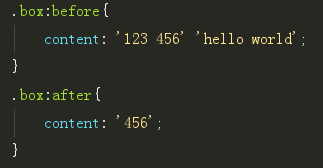 .box:before{
content: '123 456' 'hello world';
}
.box:after{
content: '456';
}